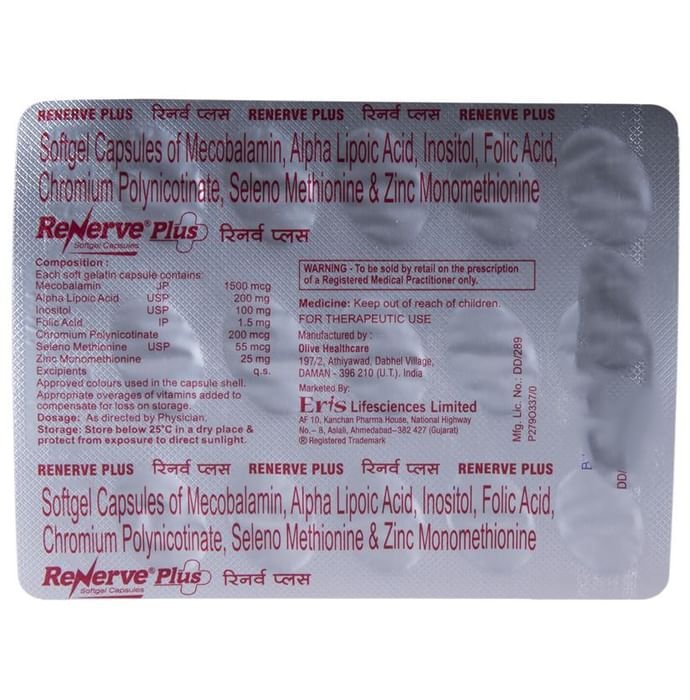 RENERVE PLUS रिनर्व प्लस RENERVE PLUS रिनर्व प्लस RENERVE PLUS
Softgel Capsules of Mecobalamin, Alpha Lipoic Acid, Inositol, Folic Acid,
Chromium Polynicotinate, Seleno Methionine & Zinc Monomethionine
ReNerve® Plus रिनर्व प्लस
Softgel Capsules
Composition :
Each soft gelatin capsule contains:
Mecobalamin JP 1500 mcg
Alpha Lipoic Acid USP 200 mg
Inositol USP 100 mg
Folic Acid IP 1.5 mg
Chromium Polynicotinate 200 mcg
Seleno Methionine USP 55 mcg
Zinc Monomethionine 25 mg
Excipients q.s.
Approved colours used in the capsule shell.
Appropriate overages of vitamins added to
compensate for loss on storage.
Dosage: As directed by Physician.
Storage: Store below 25°C in a dry place &
protect from exposure to direct sunlight.
WARNING - To be sold by retail on the prescription
of a Registered Medical Practitioner only.
Medicine: Keep out of reach of children.
FOR THERAPEUTIC USE
Manufactured by :
Olive Healthcare
197/2, Athiyawad, Dabhel Village,
DAMAN - 396 210 (U.T.). India
Marketed By:
Eris Lifesciences Limited
AF 10, Kanchan Pharma House, National Highway
No.– 8, Aslali, Ahmedabad–382 427 (Gujarat)
® Registered Trademark
Mfg. Lic. No.: DD/289
P2790337/0
DD/
RENERVE PLUS रिनर्व प्लस RENERVE PLUS रिनर्व प्लस RENERVE PLUS
Softgel Capsules of Mecobalamin, Alpha Lipoic Acid, Inositol, Folic Acid,
Chromium Polynicotinate, Seleno Methionine & Zinc Monomethionine
ReNerve® Plus रिनर्व प्लस
Softgel Capsules